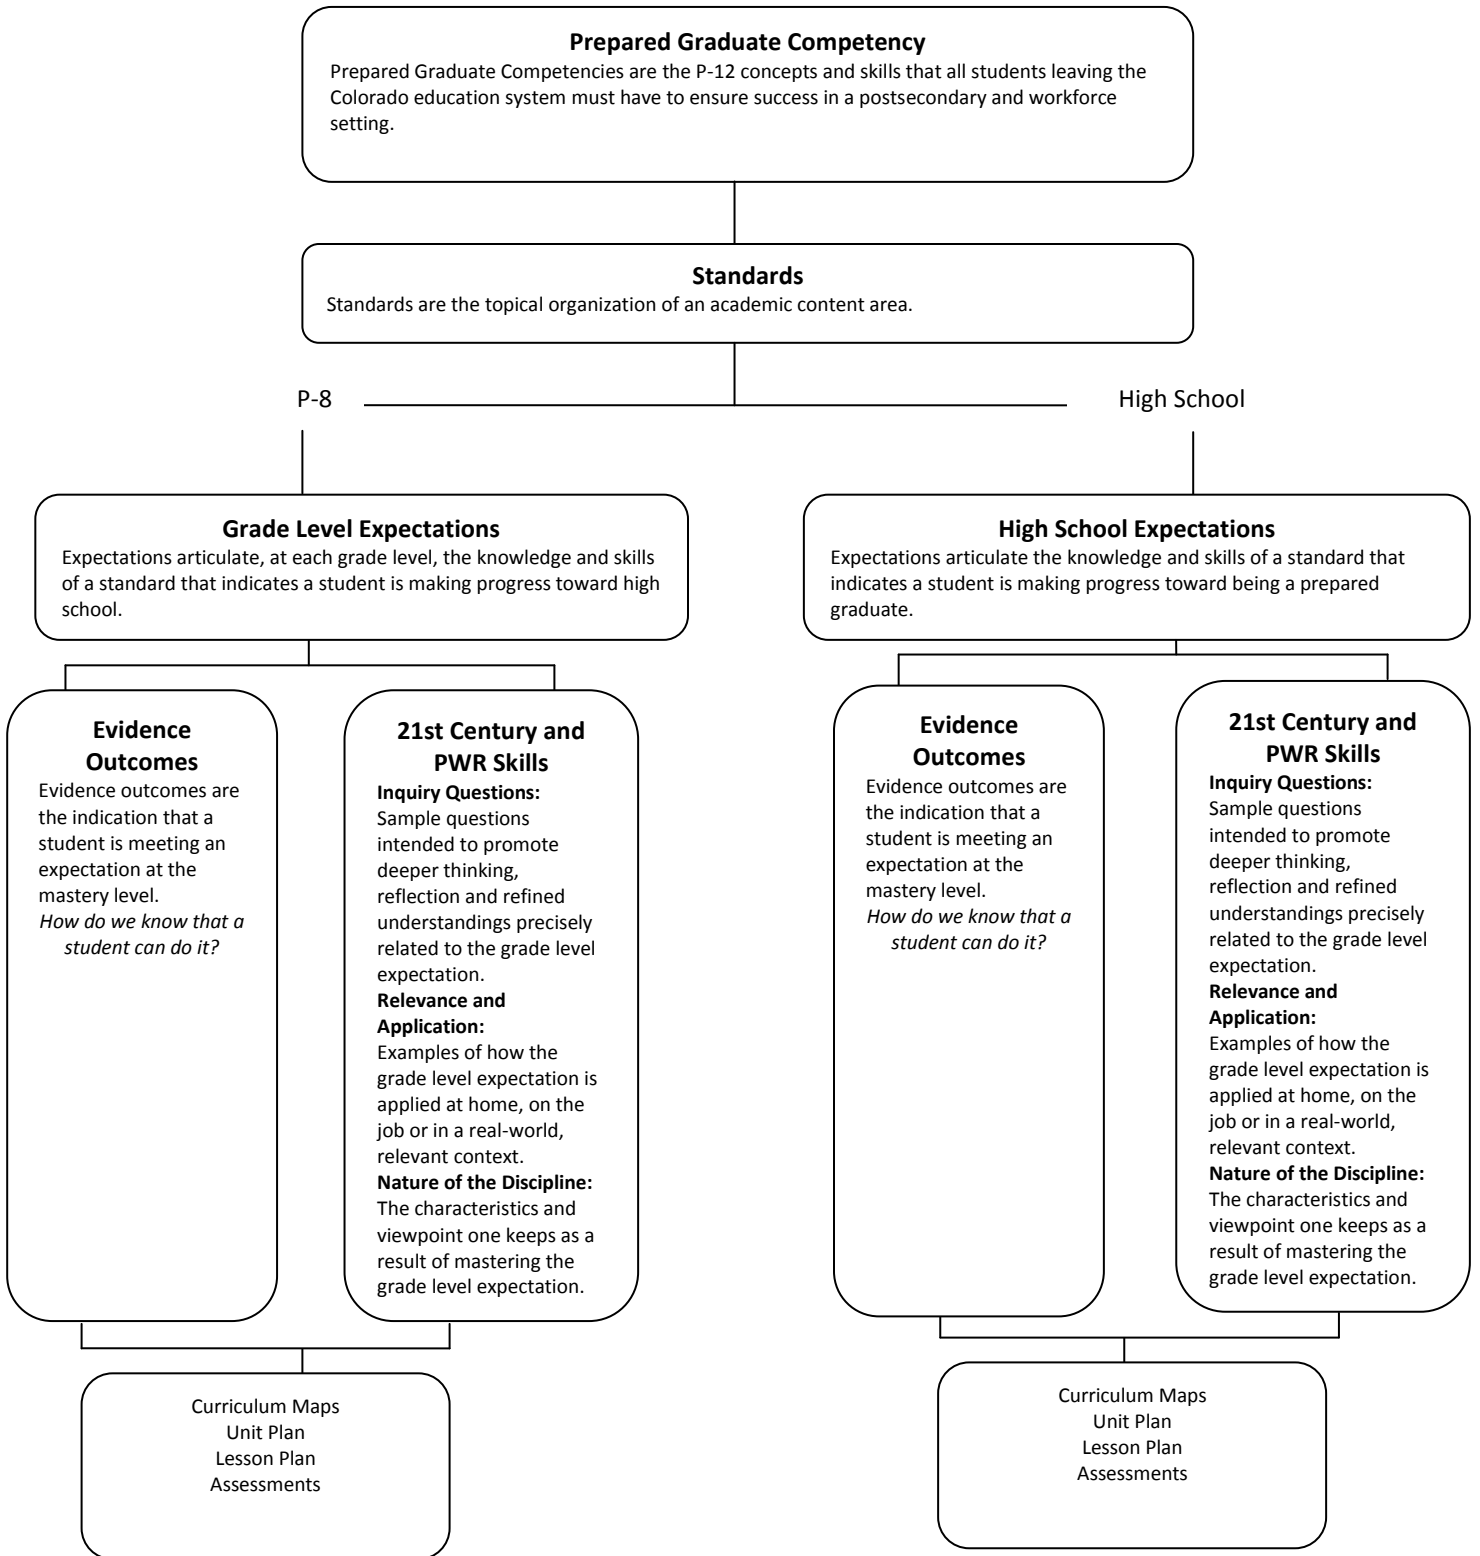 Prepared Graduate Competency
Prepared Graduate Competencies are the P-12 concepts and skills that all students leaving the
Colorado education system must have to ensure success in a postsecondary and workforce
setting.
Standards
Standards are the topical organization of an academic content area.
P-8
High School
Grade Level Expectations
Expectations articulate, at each grade level, the knowledge and skills
of a standard that indicates a student is making progress toward high
school.
High School Expectations
Expectations articulate the knowledge and skills of a standard that
indicates a student is making progress toward being a prepared
graduate.
Evidence
Outcomes
Evidence outcomes are
the indication that a
student is meeting an
expectation at the
mastery level.
How do we know that a
student can do it?
21st Century and
PWR Skills
Inquiry Questions:
Sample questions
intended to promote
deeper thinking,
reflection and refined
understandings precisely
related to the grade level
expectation.
Relevance and
Application:
Examples of how the
grade level expectation is
applied at home, on the
job or in a real-world,
relevant context.
Nature of the Discipline:
The characteristics and
viewpoint one keeps as a
result of mastering the
grade level expectation.
Evidence
Outcomes
Evidence outcomes are
the indication that a
student is meeting an
expectation at the
mastery level.
How do we know that a
student can do it?
21st Century and
PWR Skills
Inquiry Questions:
Sample questions
intended to promote
deeper thinking,
reflection and refined
understandings precisely
related to the grade level
expectation.
Relevance and
Application:
Examples of how the
grade level expectation is
applied at home, on the
job or in a real-world,
relevant context.
Nature of the Discipline:
The characteristics and
viewpoint one keeps as a
result of mastering the
grade level expectation.
Curriculum Maps
Unit Plan
Lesson Plan
Assessments
Curriculum Maps
Unit Plan
Lesson Plan
Assessments